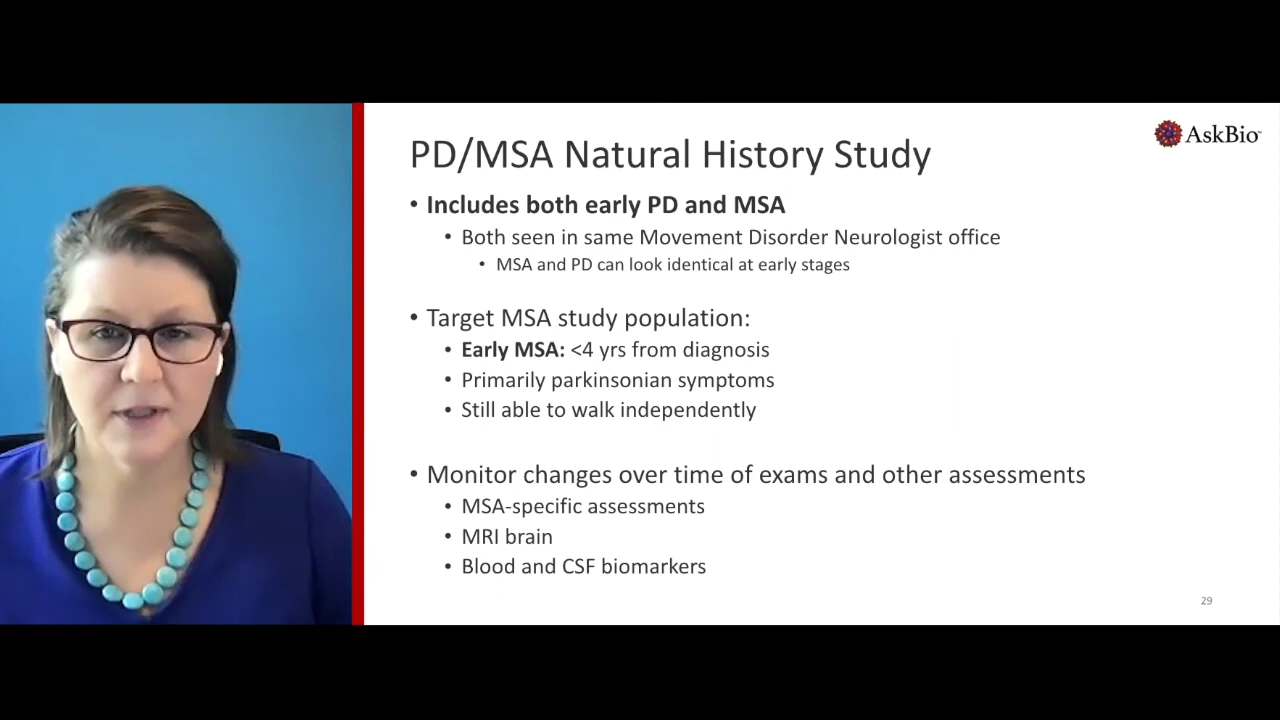 PD/MSA Natural History Study
AskBio
• Includes both early PD and MSA
• Both seen in same Movement Disorder Neurologist office
• MSA and PD can look identical at early stages
• Target MSA study population:
• Early MSA: <4 yrs from diagnosis
• Primarily parkinsonian symptoms
• Still able to walk independently
• Monitor changes over time of exams and other assessments
• MSA-specific assessments
• MRI brain
• Blood and CSF biomarkers
29